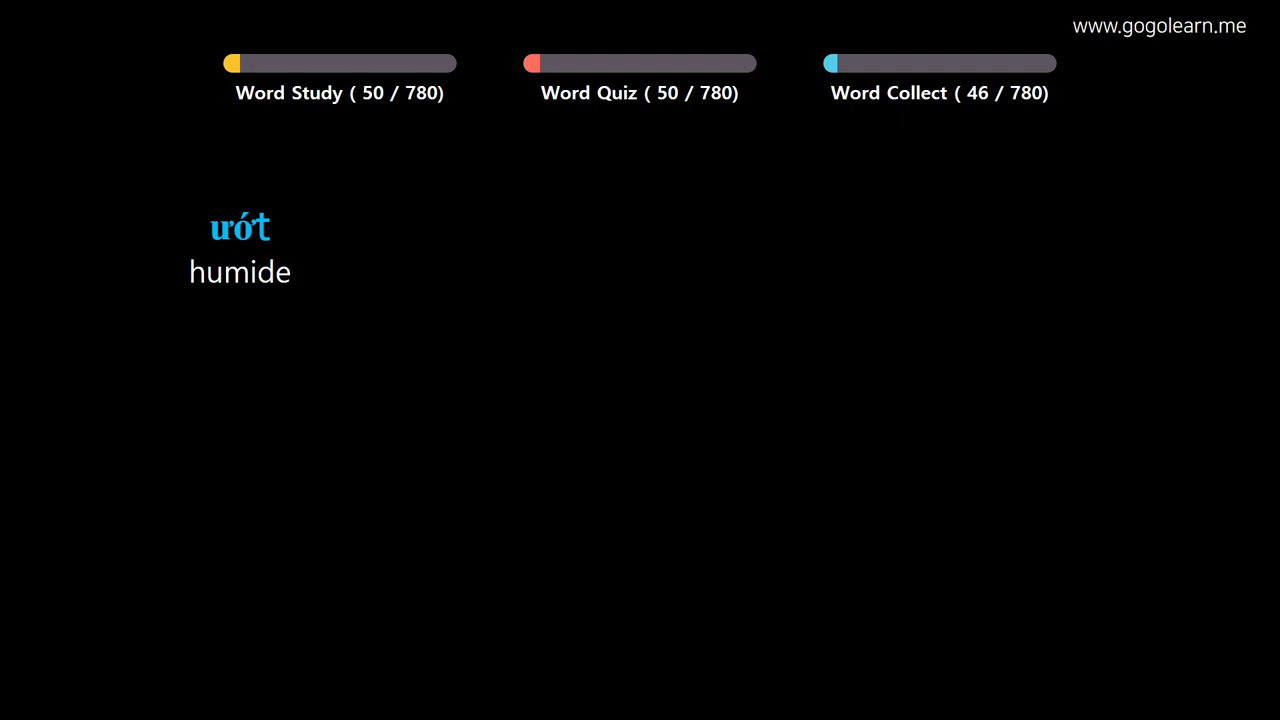 www.gogolearn.me
Word Study ( 50 / 780)
Word Quiz ( 50 / 780)
Word Collect ( 46 / 780)
ướt
humide